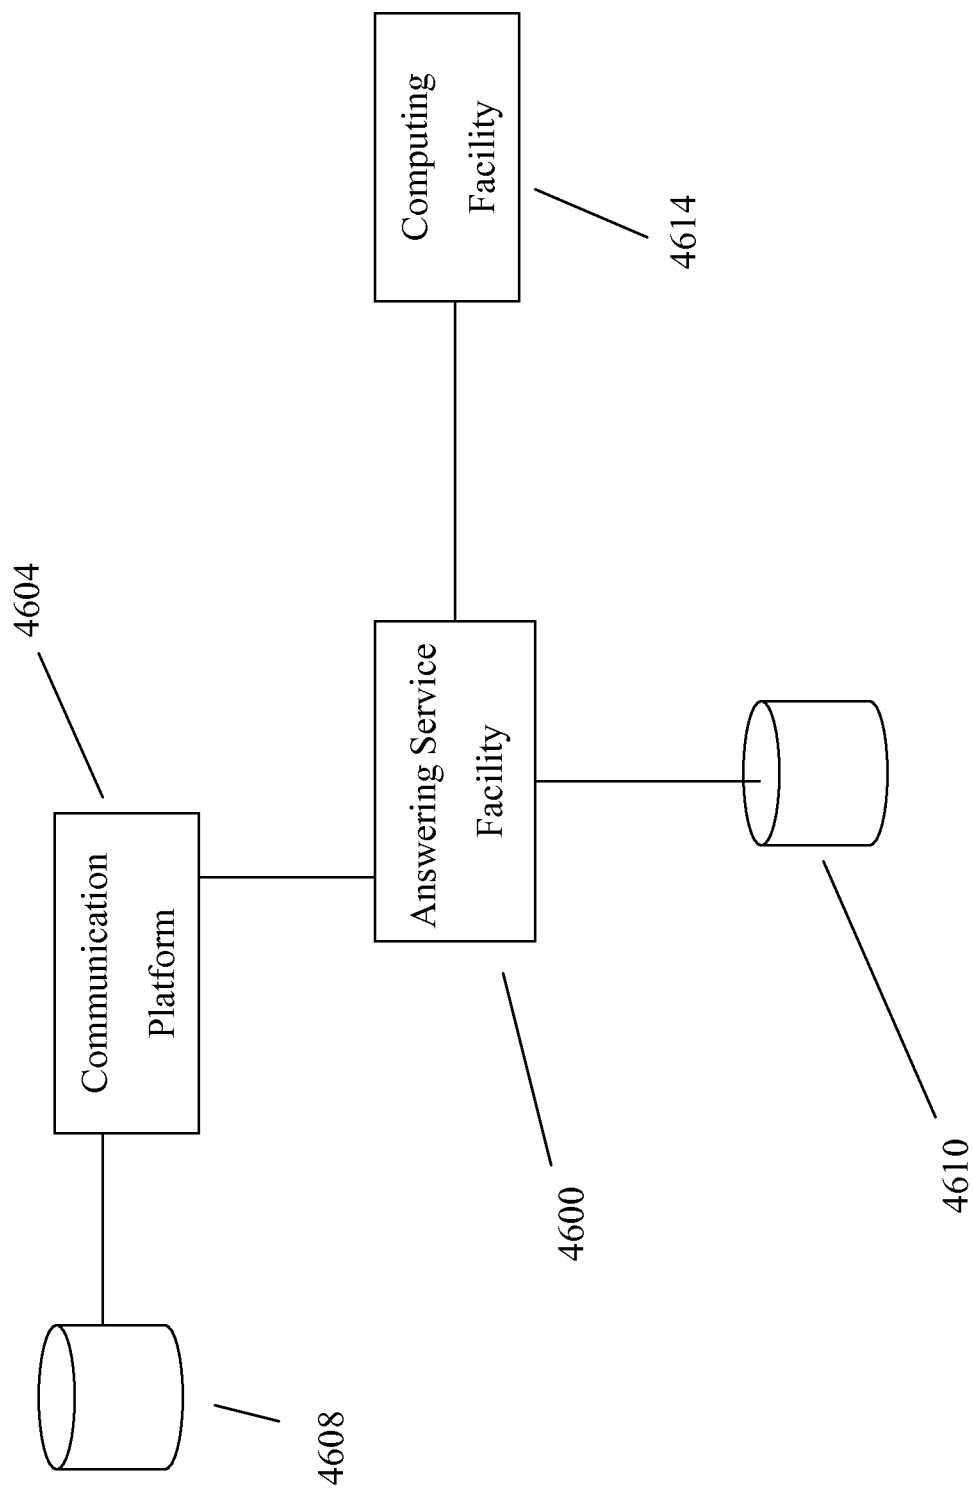 4608
Communication
Platform
4604
4600
Answering Service
Facility
4610
Computing
Facility
4614